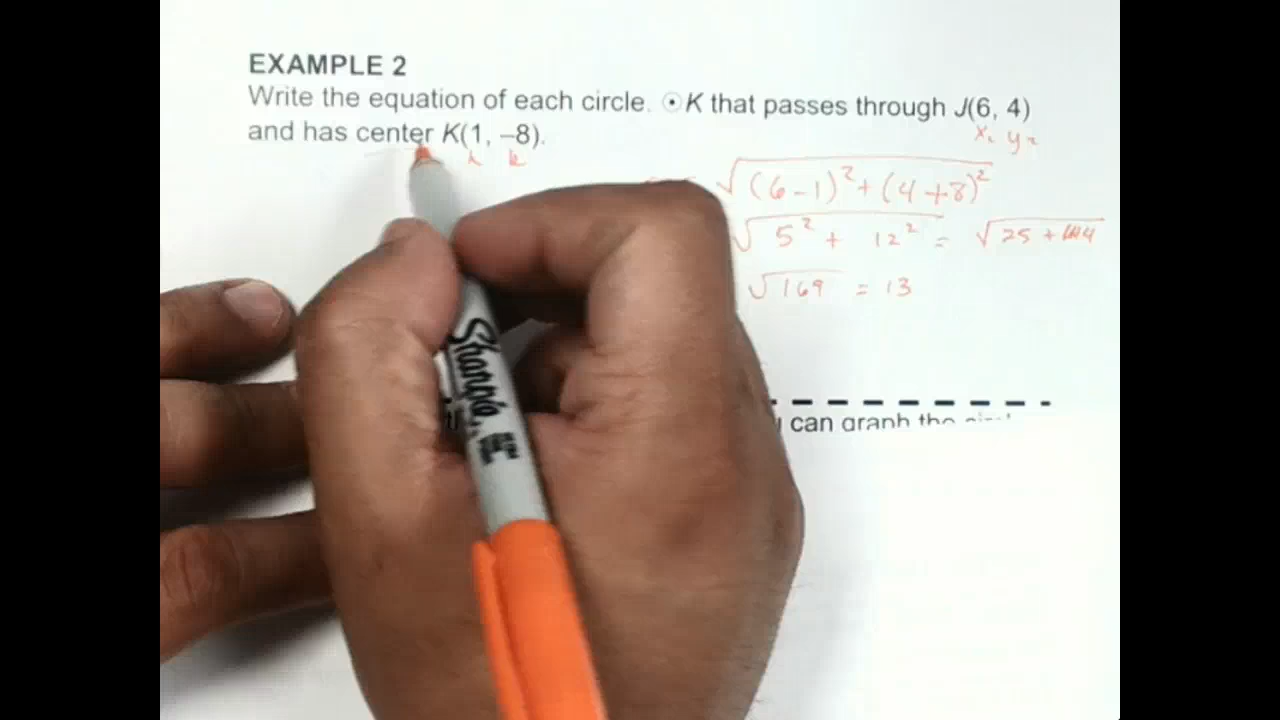 EXAMPLE 2
Write the equation of each circle. ⊙K that passes through J(6, 4)
and has center K(1, –8).
x₂ y₂
h k
√(6-1)² + (4+8)²
√5² + 12² = √25 + 144
√169 = 13
Sharpie
can graph the